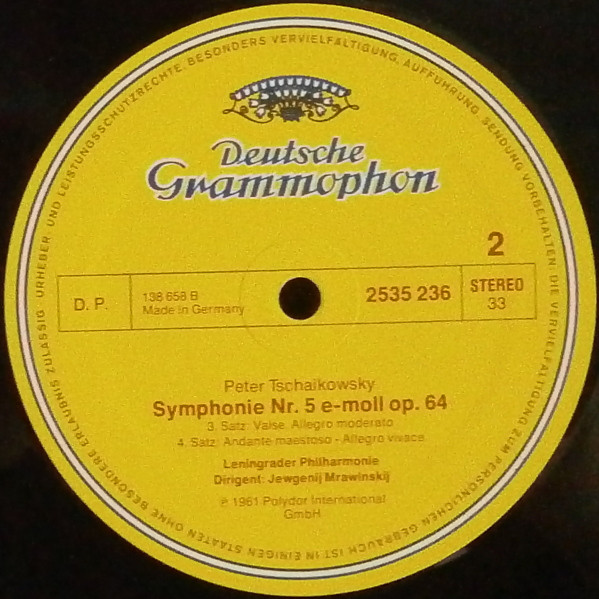 URHEBER- UND LEISTUNGSSCHUTZRECHTE, BESONDERS VERVIELFÄLTIGUNG, AUFFÜHRUNG, SENDUNG VORBEHALTEN. DIE VERVIELFÄLTIGUNG ZUM PERSÖNLICHEN GEBRAUCH IST IN EINIGEN STAATEN OHNE BESONDERE ERLAUBNIS ZULÄSSIG ·
Deutsche
Grammophon
2
D. P.
138 658 B
Made in Germany
2535 236
STEREO
33
Peter Tschaikowsky
Symphonie Nr. 5 e-moll op. 64
3. Satz: Valse. Allegro moderato
4. Satz: Andante maestoso - Allegro vivace
Leningrader Philharmonie
Dirigent: Jewgenij Mrawinskij
℗ 1961 Polydor International
GmbH